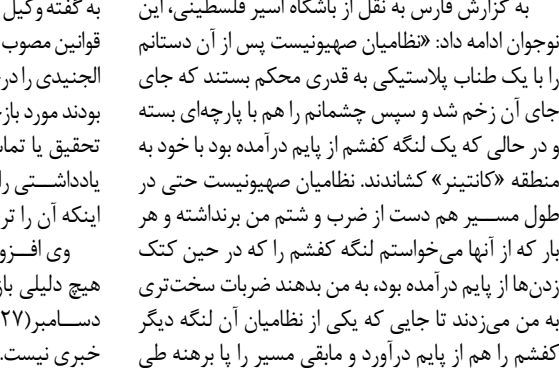 به گزارش فارس به نقل از باشگاه اسیر فلسطینی، این
نوجوان ادامه داد: «نظامیان صهیونیست پس از آن دستانم
را با یک طناب پلاستیکی به قدری محکم بستند که جای
جای آن زخم شد و سپس چشمانم را هم با پارچه‌ای بسته
و در حالی که یک لنگه کفشم از پایم درآمده بود با خود به
منطقه «کانتینر» کشاندند. نظامیان صهیونیست حتی در
طول مسیر هم دست از ضرب و شتم من برنداشته و هر
بار که از آنها می‌خواستم لنگه کفشم را که در حین کتک
زدن‌ها از پایم درآمده بود، به من بدهند ضربات سخت‌تری
به من می‌زدند تا جایی که یکی از نظامیان آن لنگه دیگر
کفشم را هم از پایم درآورد و مابقی مسیر را پا برهنه طی
به گفته وکیل
قوانین مصوب
الجنیدی را در
بودند مورد باز
تحقیق یا تما
یادداشتی را
اینکه آن را تر
وی افزو
هیچ دلیلی باز
دسامبر(۲۷
خبری نیست.